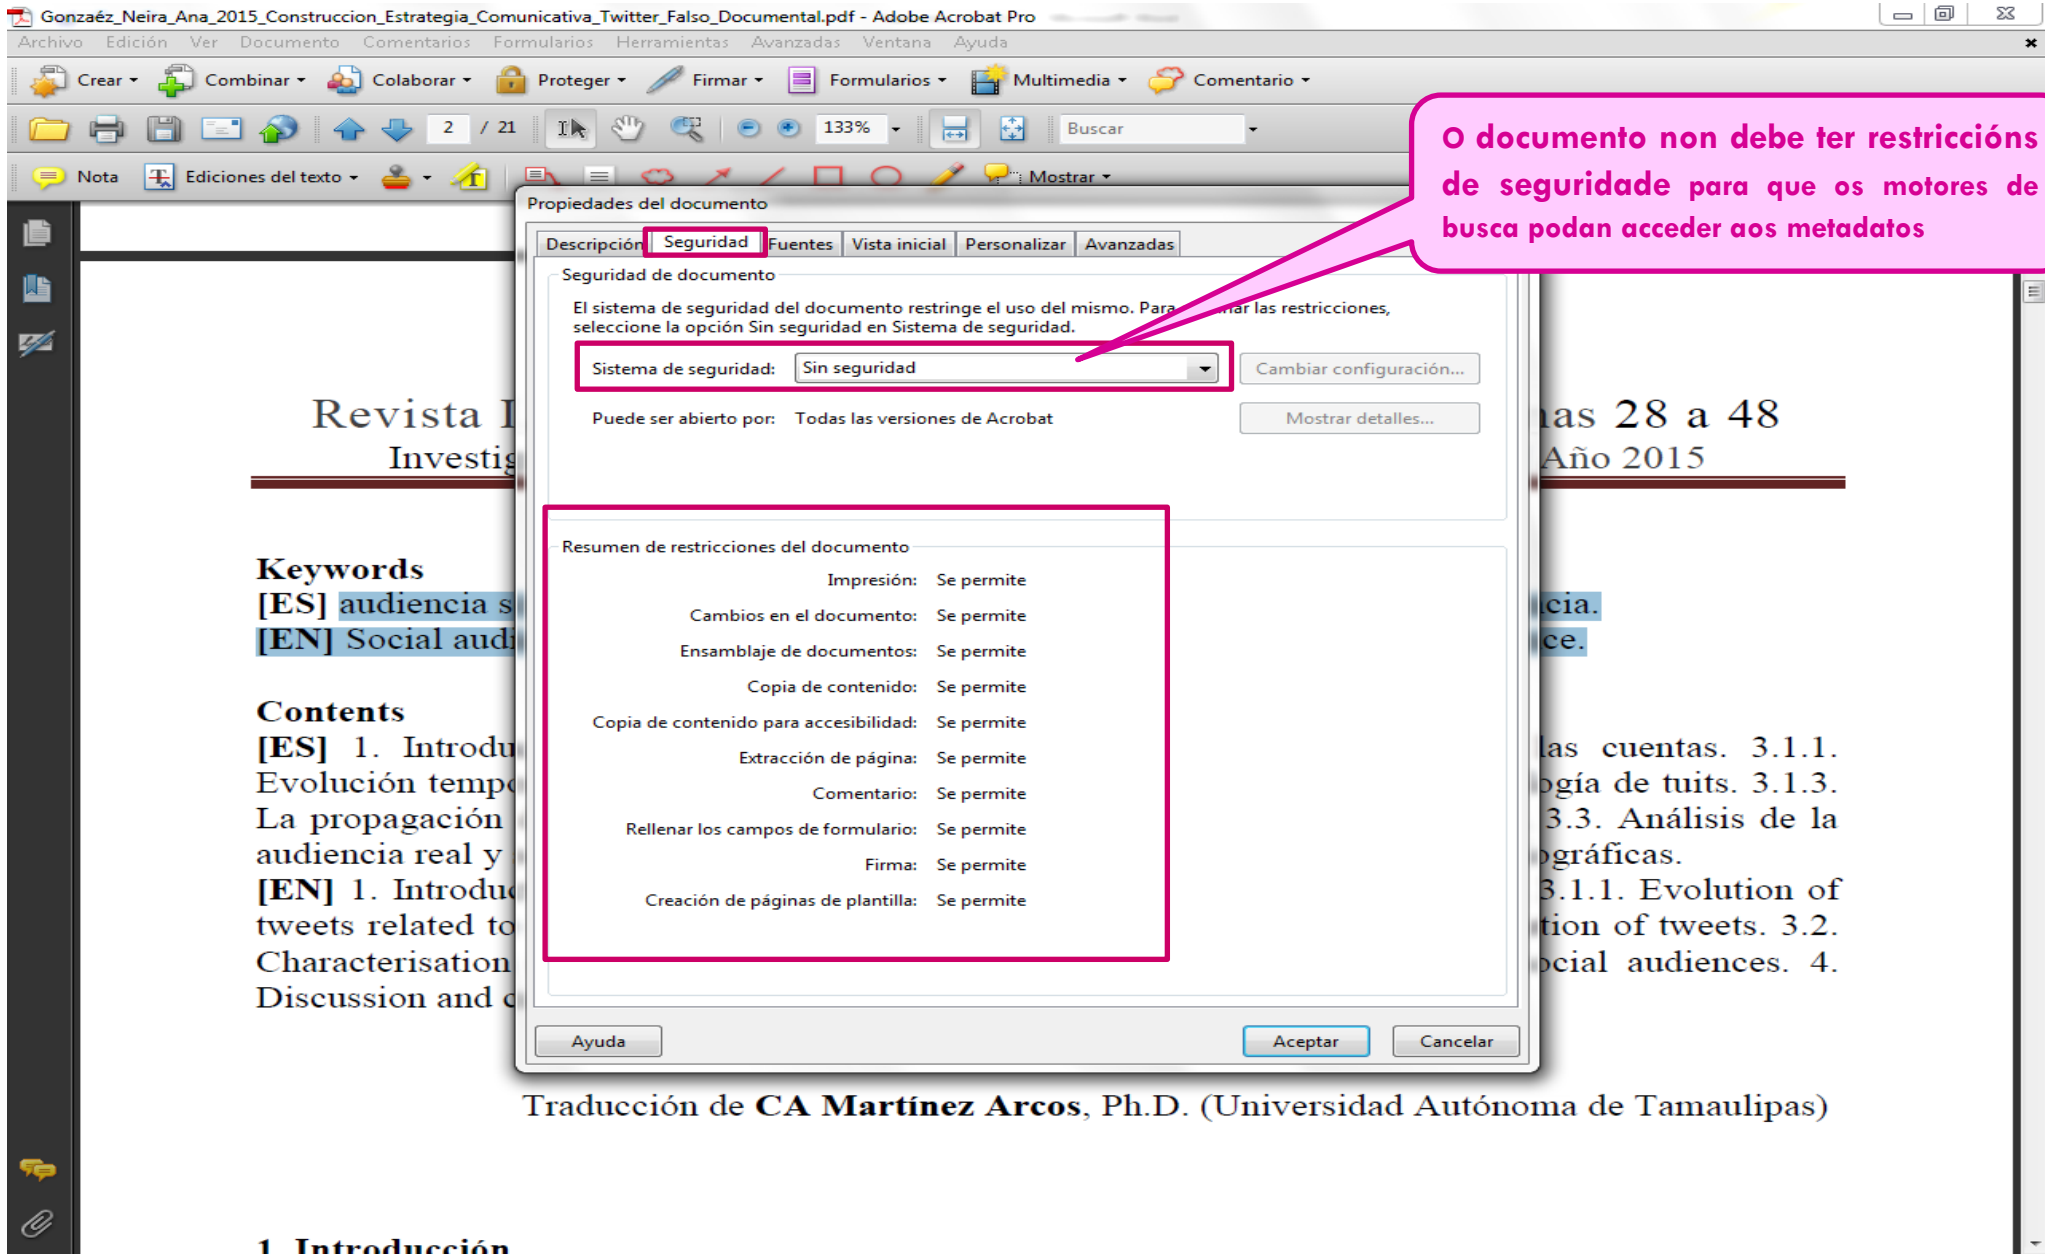 Gonzaéz_Neira_Ana_2015_Construccion_Estrategia_Comunicativa_Twitter_Falso_Documental.pdf - Adobe Acrobat Pro
Archivo Edición Ver Documento Comentarios Formularios Herramientas Avanzadas Ventana Ayuda
Crear Combinar Colaborar Proteger Firmar Formularios Multimedia Comentario
2 / 21 133% Buscar
Nota Ediciones del texto Mostrar
O documento non debe ter restriccións
de seguridade para que os motores de
busca podan acceder aos metadatos
Propiedades del documento
Descripción Seguridad Fuentes Vista inicial Personalizar Avanzadas
Seguridad de documento
El sistema de seguridad del documento restringe el uso del mismo. Para las restricciones,
seleccione la opción Sin seguridad en Sistema de seguridad.
Sistema de seguridad: Sin seguridad Cambiar configuración...
Puede ser abierto por: Todas las versiones de Acrobat Mostrar detalles...
Resumen de restricciones del documento
Impresión: Se permite
Cambios en el documento: Se permite
Ensamblaje de documentos: Se permite
Copia de contenido: Se permite
Copia de contenido para accesibilidad: Se permite
Extracción de página: Se permite
Comentario: Se permite
Rellenar los campos de formulario: Se permite
Firma: Se permite
Creación de páginas de plantilla: Se permite
Ayuda Aceptar Cancelar
Revista 28 a 48
Año 2015
Keywords
[ES] audiencia
[EN] Social
Contents
[ES] 1. las cuentas. 3.1.1.
Evolución de tuits. 3.1.3.
La propagación 3.3. Análisis de la
audiencia real y
[EN] 1. 3.1.1. Evolution of
tweets related to of tweets. 3.2.
Characterisation audiences. 4.
Discussion and
Traducción de CA Martínez Arcos, Ph.D. (Universidad Autónoma de Tamaulipas)
1. Introducción